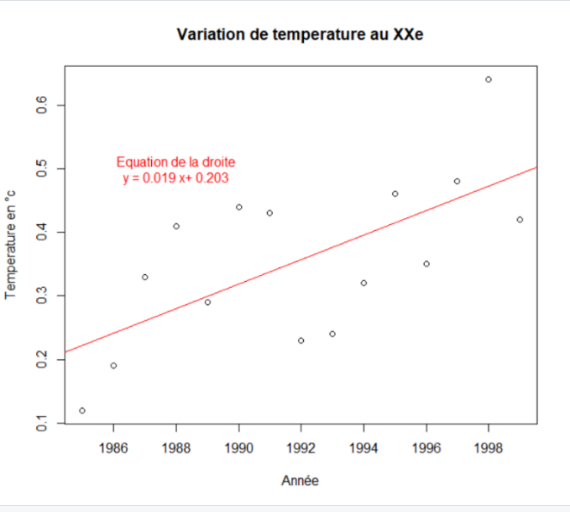 Variation de temperature au XXe
Equation de la droite
y = 0.019 x+ 0.203
Temperature en °c
0.6
0.5
0.4
0.3
0.2
0.1
1986 1988 1990 1992 1994 1996 1998
Année